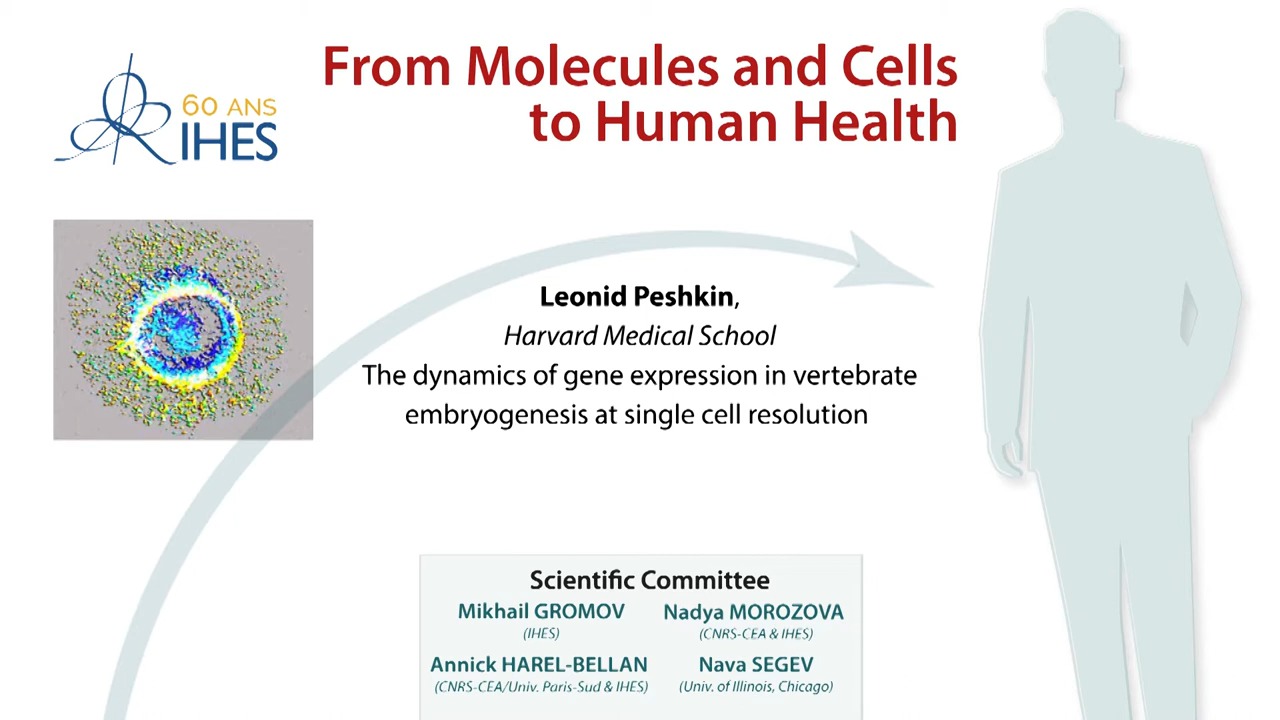 From Molecules and Cells
to Human Health
60 ANS
IHES
Leonid Peshkin,
Harvard Medical School
The dynamics of gene expression in vertebrate
embryogenesis at single cell resolution
Scientific Committee
Mikhail GROMOV
(IHES)
Nadya MOROZOVA
(CNRS-CEA & IHES)
Annick HAREL-BELLAN
(CNRS-CEA/Univ. Paris-Sud & IHES)
Nava SEGEV
(Univ. of Illinois, Chicago)